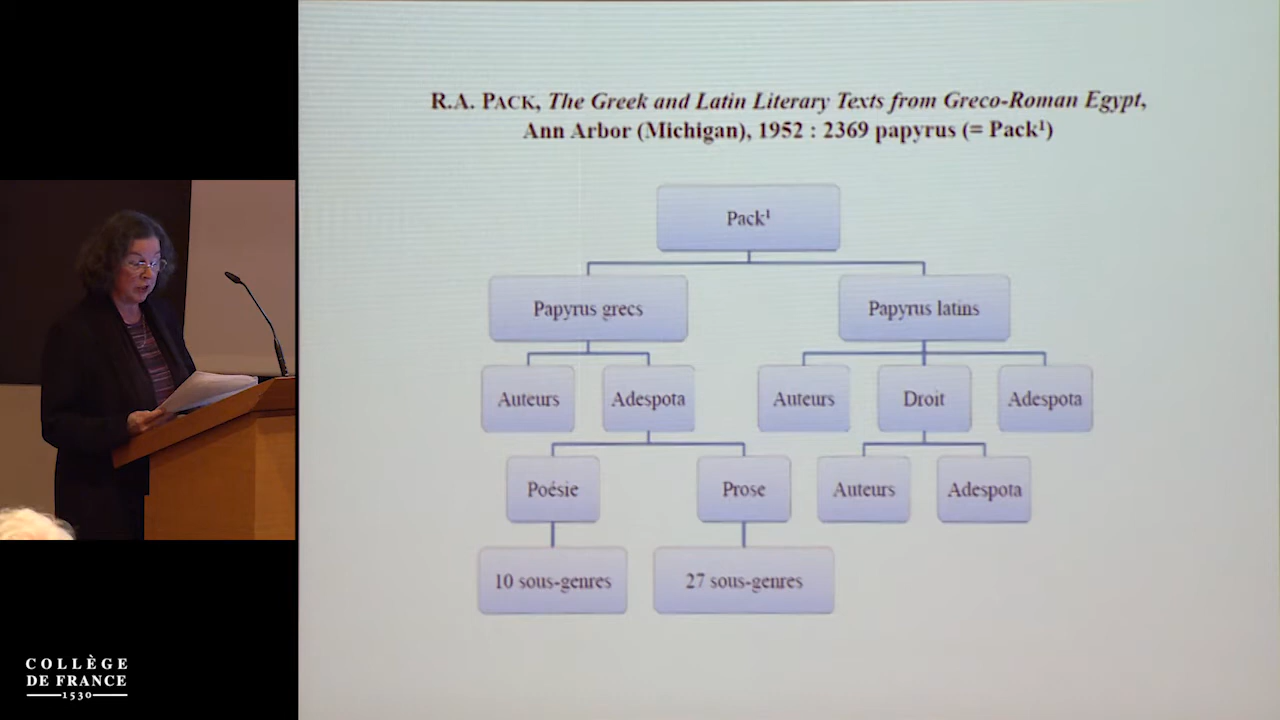 R.A. PACK, The Greek and Latin Literary Texts from Greco-Roman Egypt,
Ann Arbor (Michigan), 1952 : 2369 papyrus (= Pack¹)
Pack¹
Papyrus grecs
Papyrus latins
Auteurs
Adespota
Auteurs
Droit
Adespota
Poésie
Prose
Auteurs
Adespota
10 sous-genres
27 sous-genres
COLLÈGE
DE FRANCE
1530